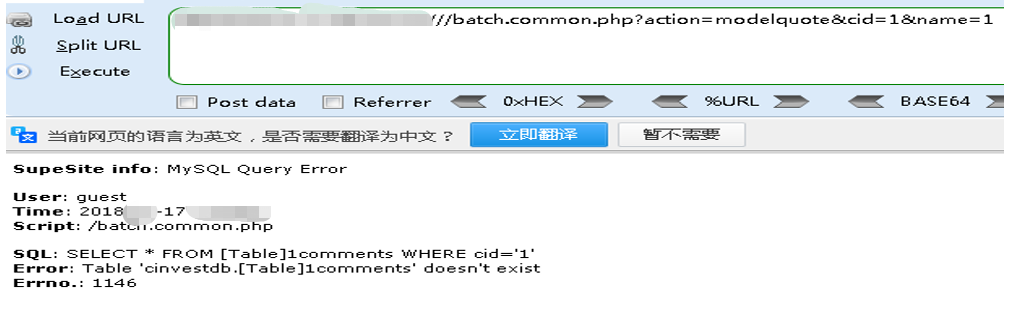 Load URL
///batch.common.php?action=modelquote&cid=1&name=1
Split URL
Execute
Post data Referrer 0xHEX %URL BASE64
当前网页的语言为英文，是否需要翻译为中文？ 立即翻译 暂不需要
SupeSite info: MySQL Query Error
User: guest
Time: 2018 -17
Script: /batch.common.php
SQL: SELECT * FROM [Table]1comments WHERE cid='1'
Error: Table 'cinvestdb.[Table]1comments' doesn't exist
Errno.: 1146